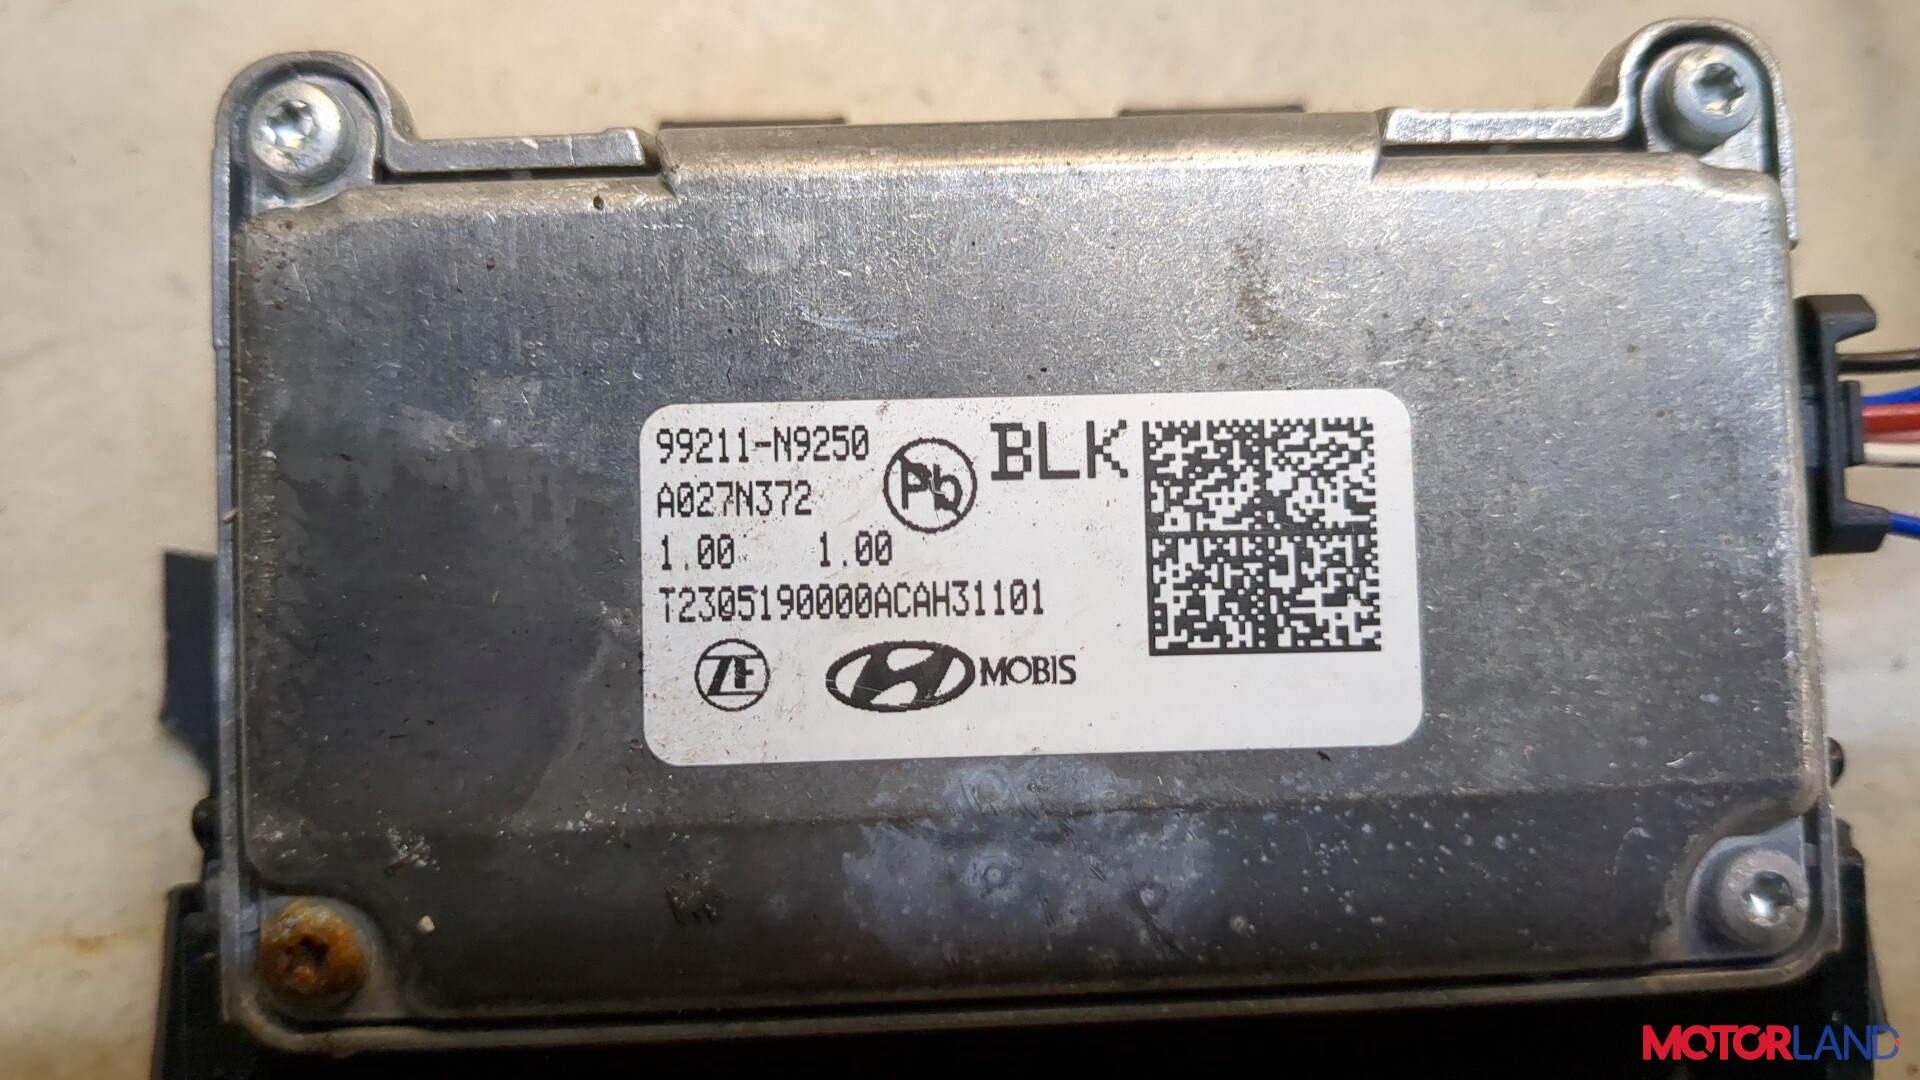 99211-N9250
A027N372
Pb
BLK
1.00 1.00
T2305190000ACAH31101
ZF
MOBIS
MOTORLAND